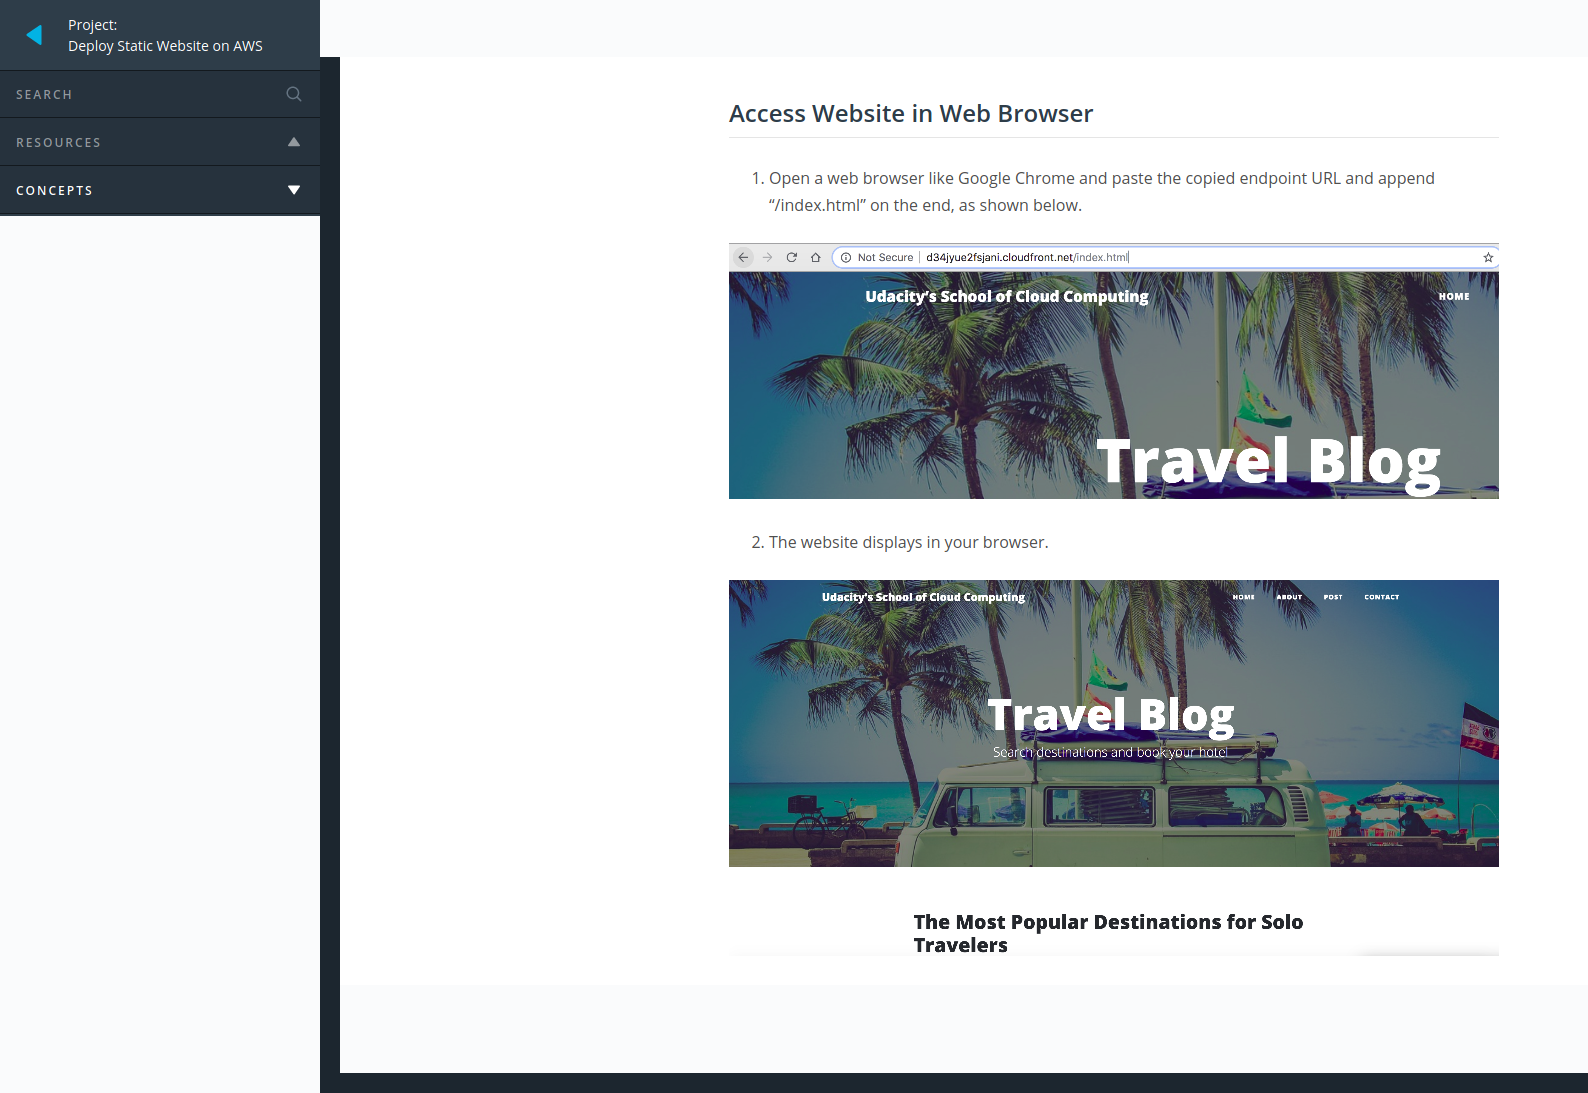 Project:
Deploy Static Website on AWS
SEARCH
RESOURCES
CONCEPTS
Access Website in Web Browser
1. Open a web browser like Google Chrome and paste the copied endpoint URL and append
“/index.html” on the end, as shown below.
Not Secure d34jyue2fsjani.cloudfront.net/index.html
Udacity’s School of Cloud Computing HOME
Travel Blog
2. The website displays in your browser.
Udacity’s School of Cloud Computing HOME ABOUT POST CONTACT
Travel Blog
Search destinations and book your hotel
The Most Popular Destinations for Solo
Travelers